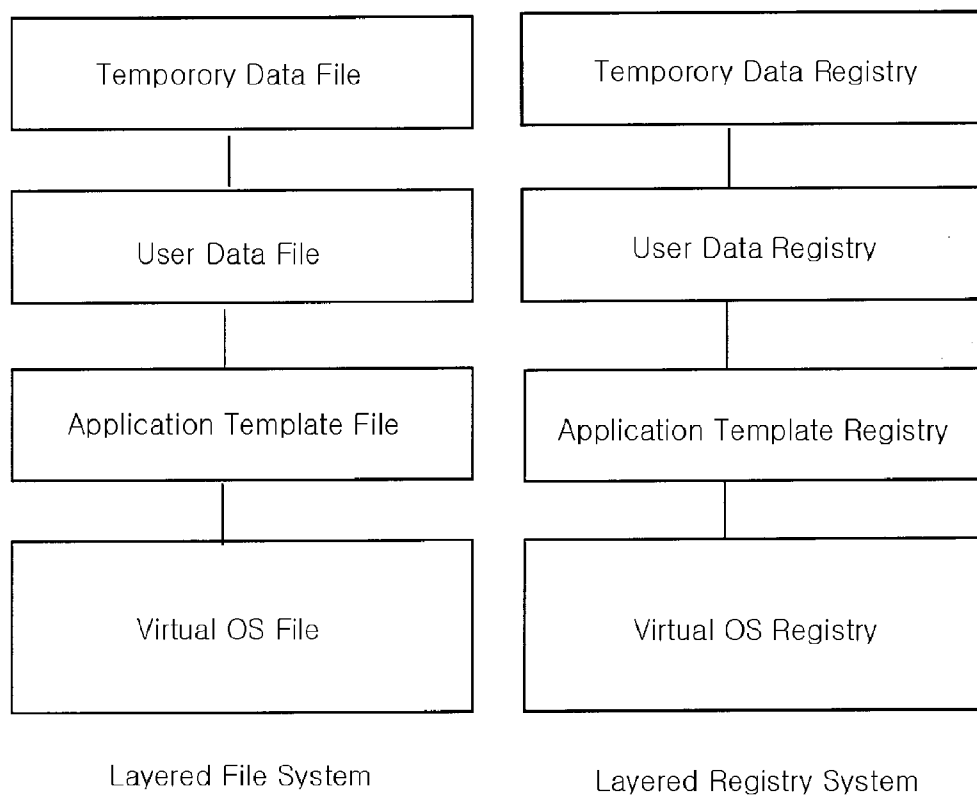 Temporory Data File
User Data File
Application Template File
Virtual OS File
Layered File System
Temporory Data Registry
User Data Registry
Application Template Registry
Virtual OS Registry
Layered Registry System